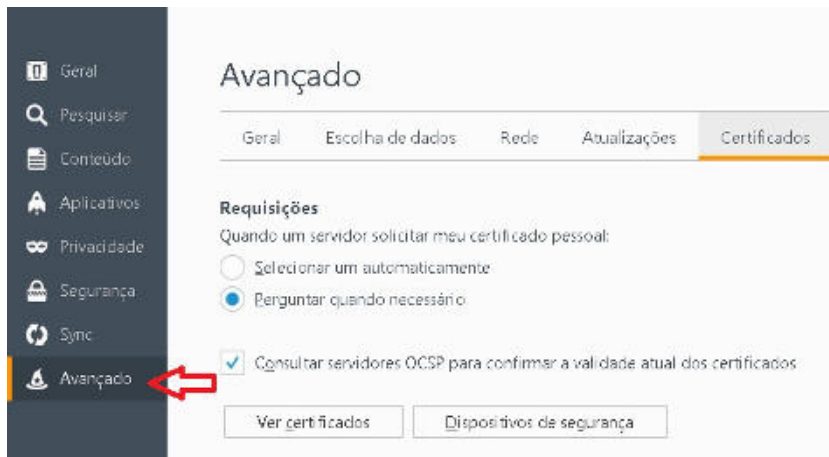 Geral
Pesquisar
Conteúdo
Aplicativos
Privacidade
Segurança
Sync
Avançado
Avançado
Geral Escolha de dados Rede Atualizações Certificados
Requisições
Quando um servidor solicitar meu certificado pessoal:
Selecionar um automaticamente
Perguntar quando necessário
Consultar servidores OCSP para confirmar a validade atual dos certificados
Ver certificados Dispositivos de segurança